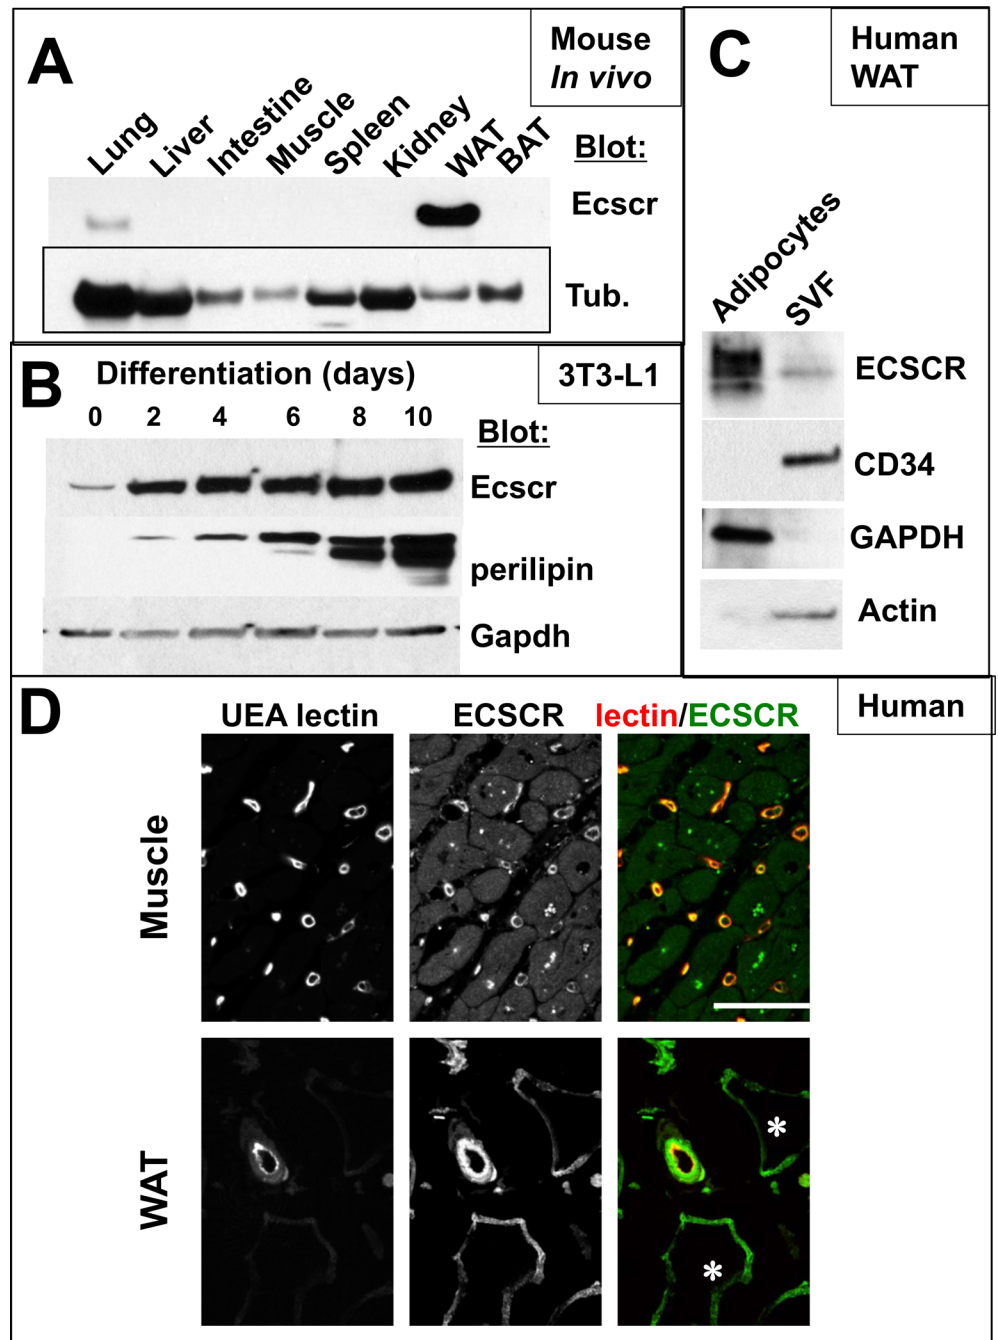 A
Mouse
In vivo
Lung
Liver
Intestine
Muscle
Spleen
Kidney
WAT
BAT
Blot:
Ecscr
Tub.
B
Differentiation (days)
3T3-L1
0 2 4 6 8 10
Blot:
Ecscr
perilipin
Gapdh
C
Human
WAT
Adipocytes
SVF
ECSCR
CD34
GAPDH
Actin
D
Human
UEA lectin ECSCR lectin/ECSCR
Muscle
WAT
*
*